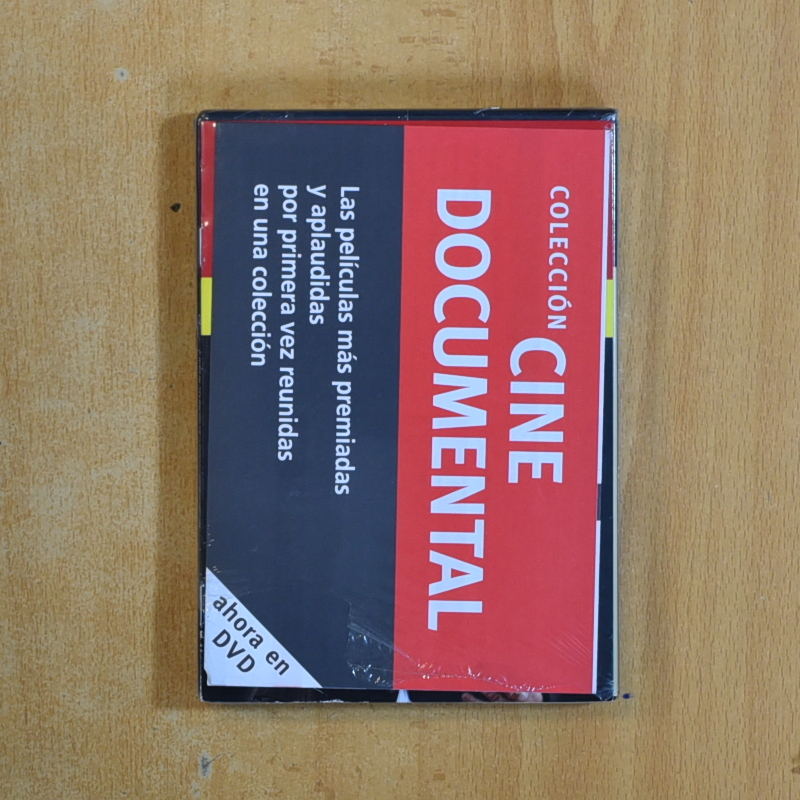 COLECCIÓN CINE
DOCUMENTAL
Las películas más premiadas
y aplaudidas
por primera vez reunidas
en una colección
ahora en
DVD